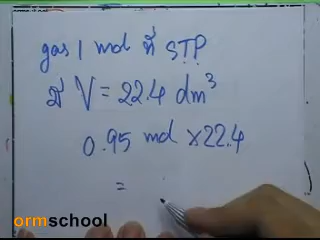 gas 1 mol ที่ STP
มี V = 22.4 dm³
0.95 mol × 22.4
=
ormschool